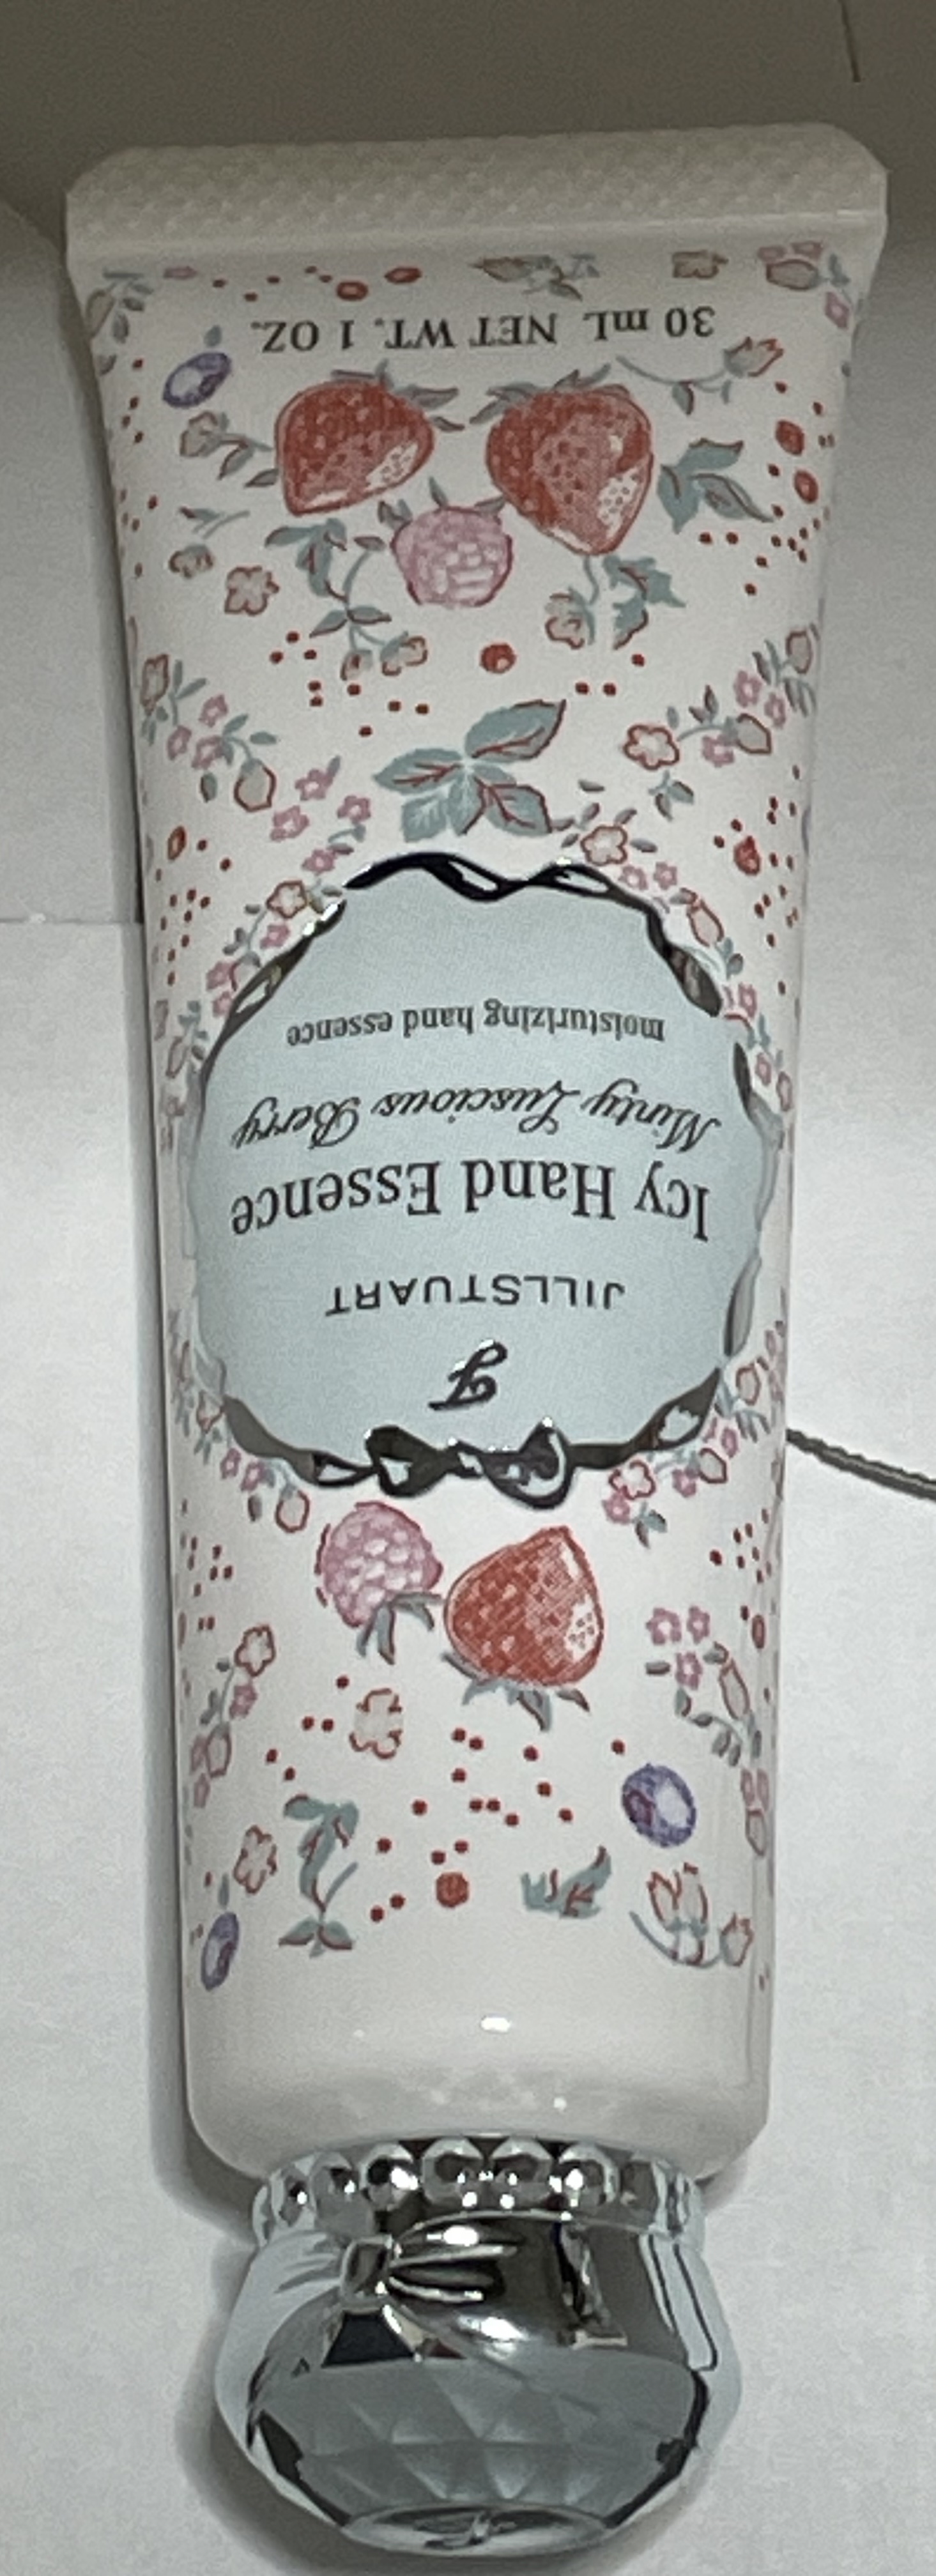 JILLSTUART
Icy Hand Essence
Minty Luscious Berry
moisturizing hand essence
30 mL NET WT. 1 OZ.